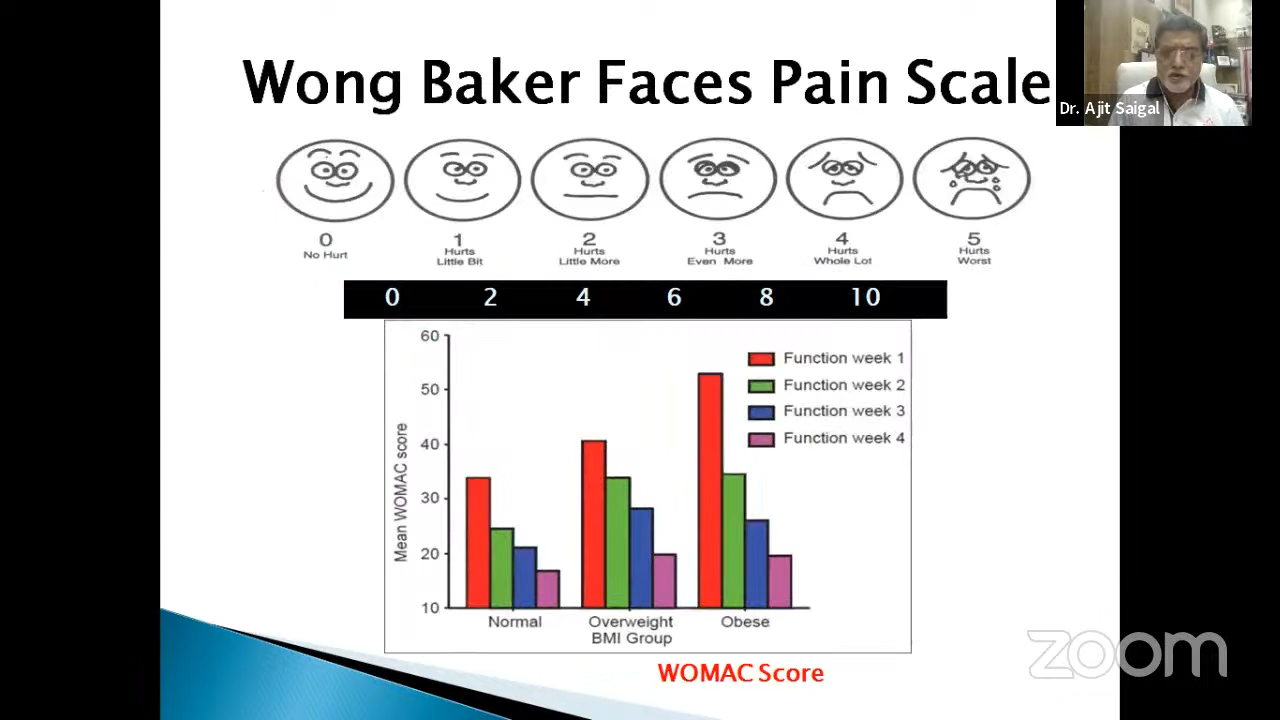 Wong Baker Faces Pain Scale
Dr. Ajit Saigal
0 1 2 3 4 5
No Hurt Hurts Hurts Hurts Hurts Hurts
Little Bit Little More Even More Whole Lot Worst
0 2 4 6 8 10
60
50
40
30
20
10
Mean WOMAC score
Function week 1
Function week 2
Function week 3
Function week 4
Normal Overweight Obese
BMI Group
WOMAC Score
zoom